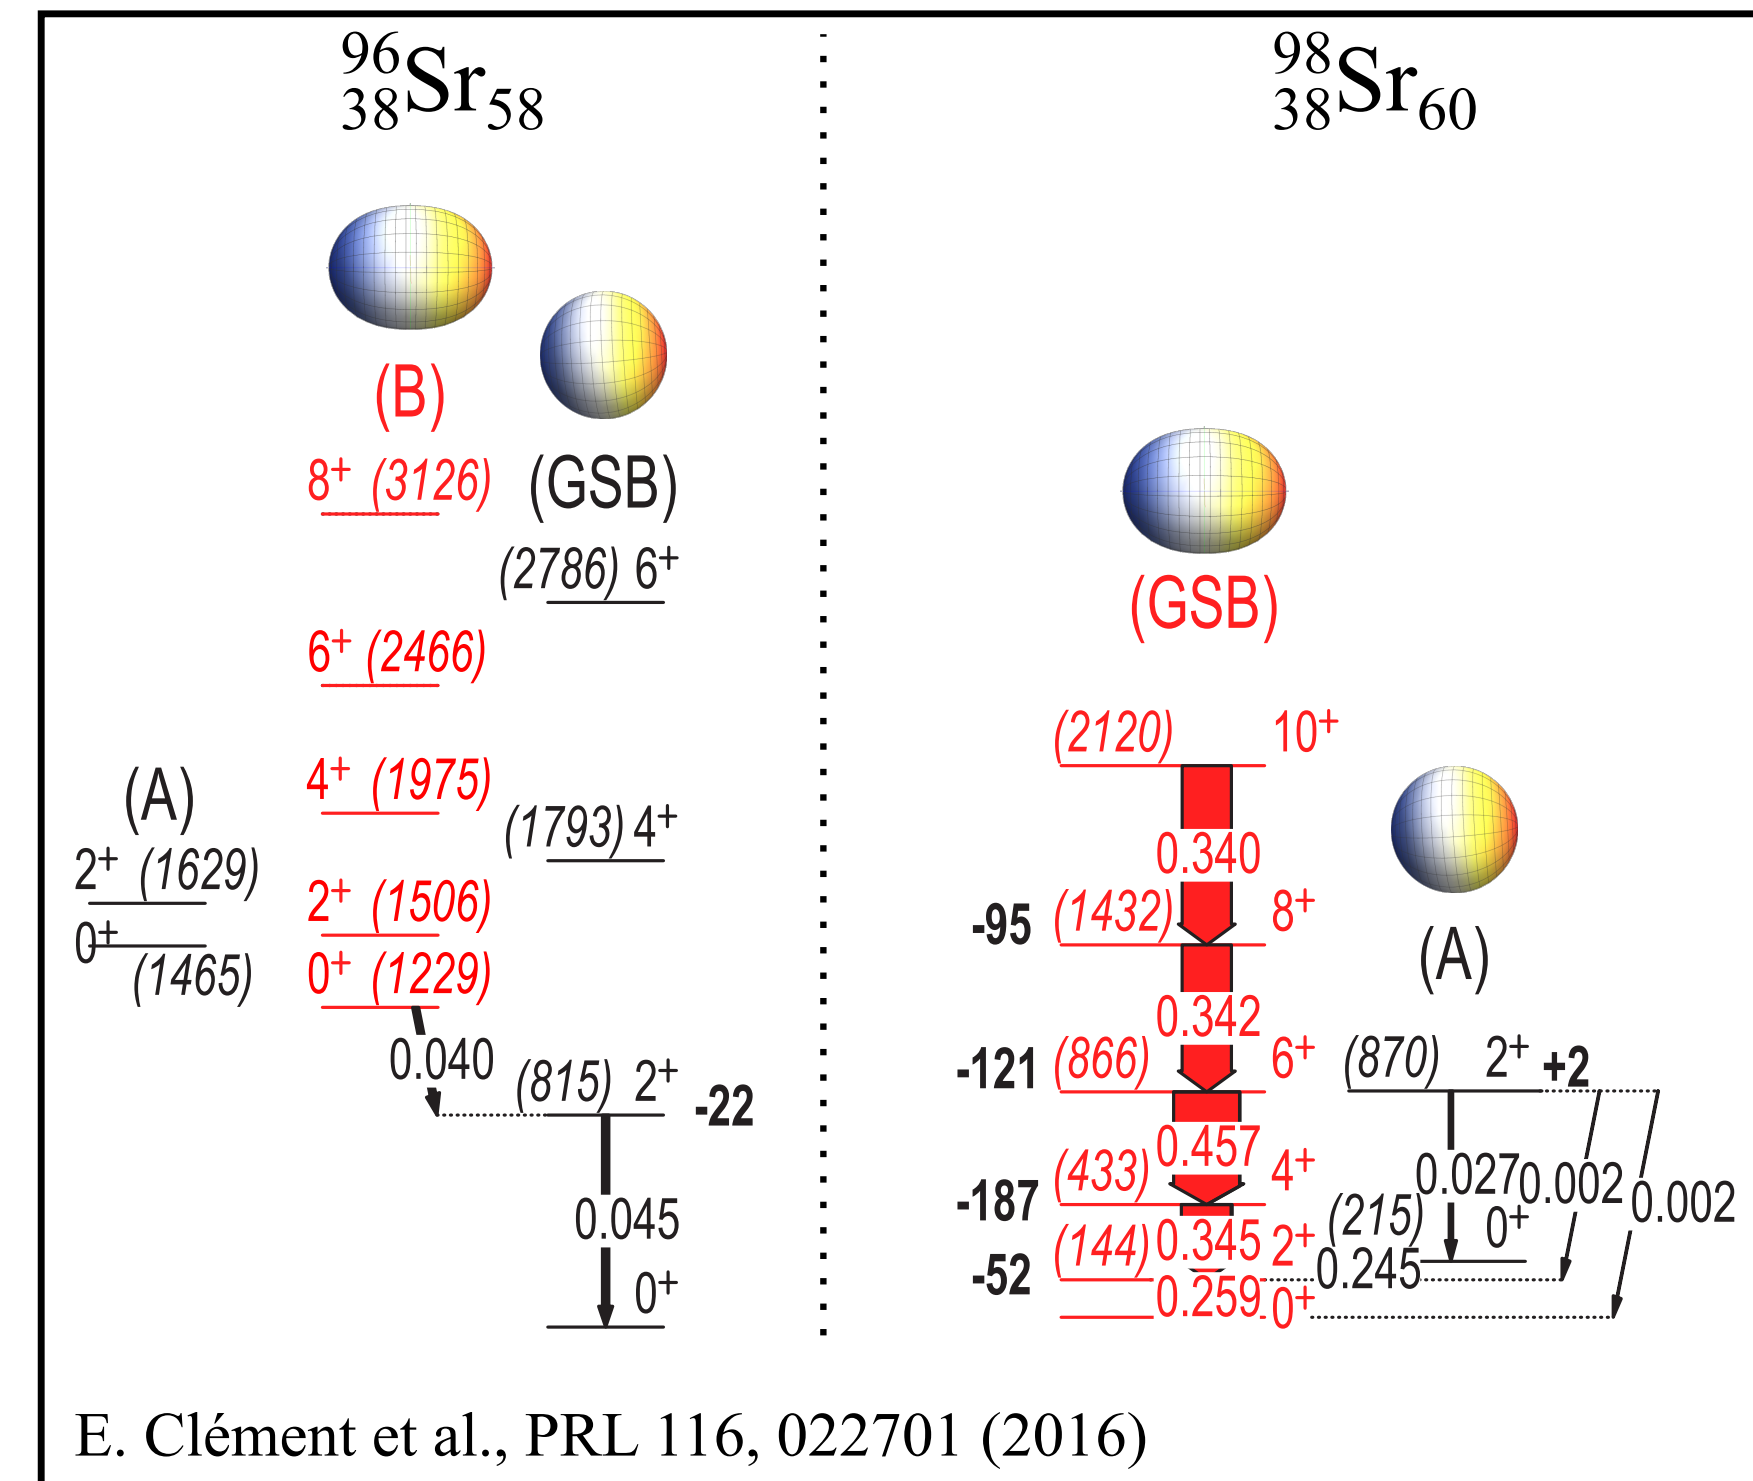 96
38Sr58
98
38Sr60
(B)
8+ (3126)
(GSB)
(2786) 6+
6+ (2466)
(A)
4+ (1975)
(1793) 4+
2+ (1629)
2+ (1506)
0+
(1465)
0+ (1229)
0.040
(815) 2+ -22
0.045
0+
(GSB)
(2120) 10+
0.340
-95 (1432) 8+
(A)
0.342
-121 (866) 6+
(870) 2+ +2
0.457
-187 (433) 4+
0.027 0.002 0.002
(215) 0+
-52 (144) 0.345 2+
0.245
0.259 0+
E. Clément et al., PRL 116, 022701 (2016)